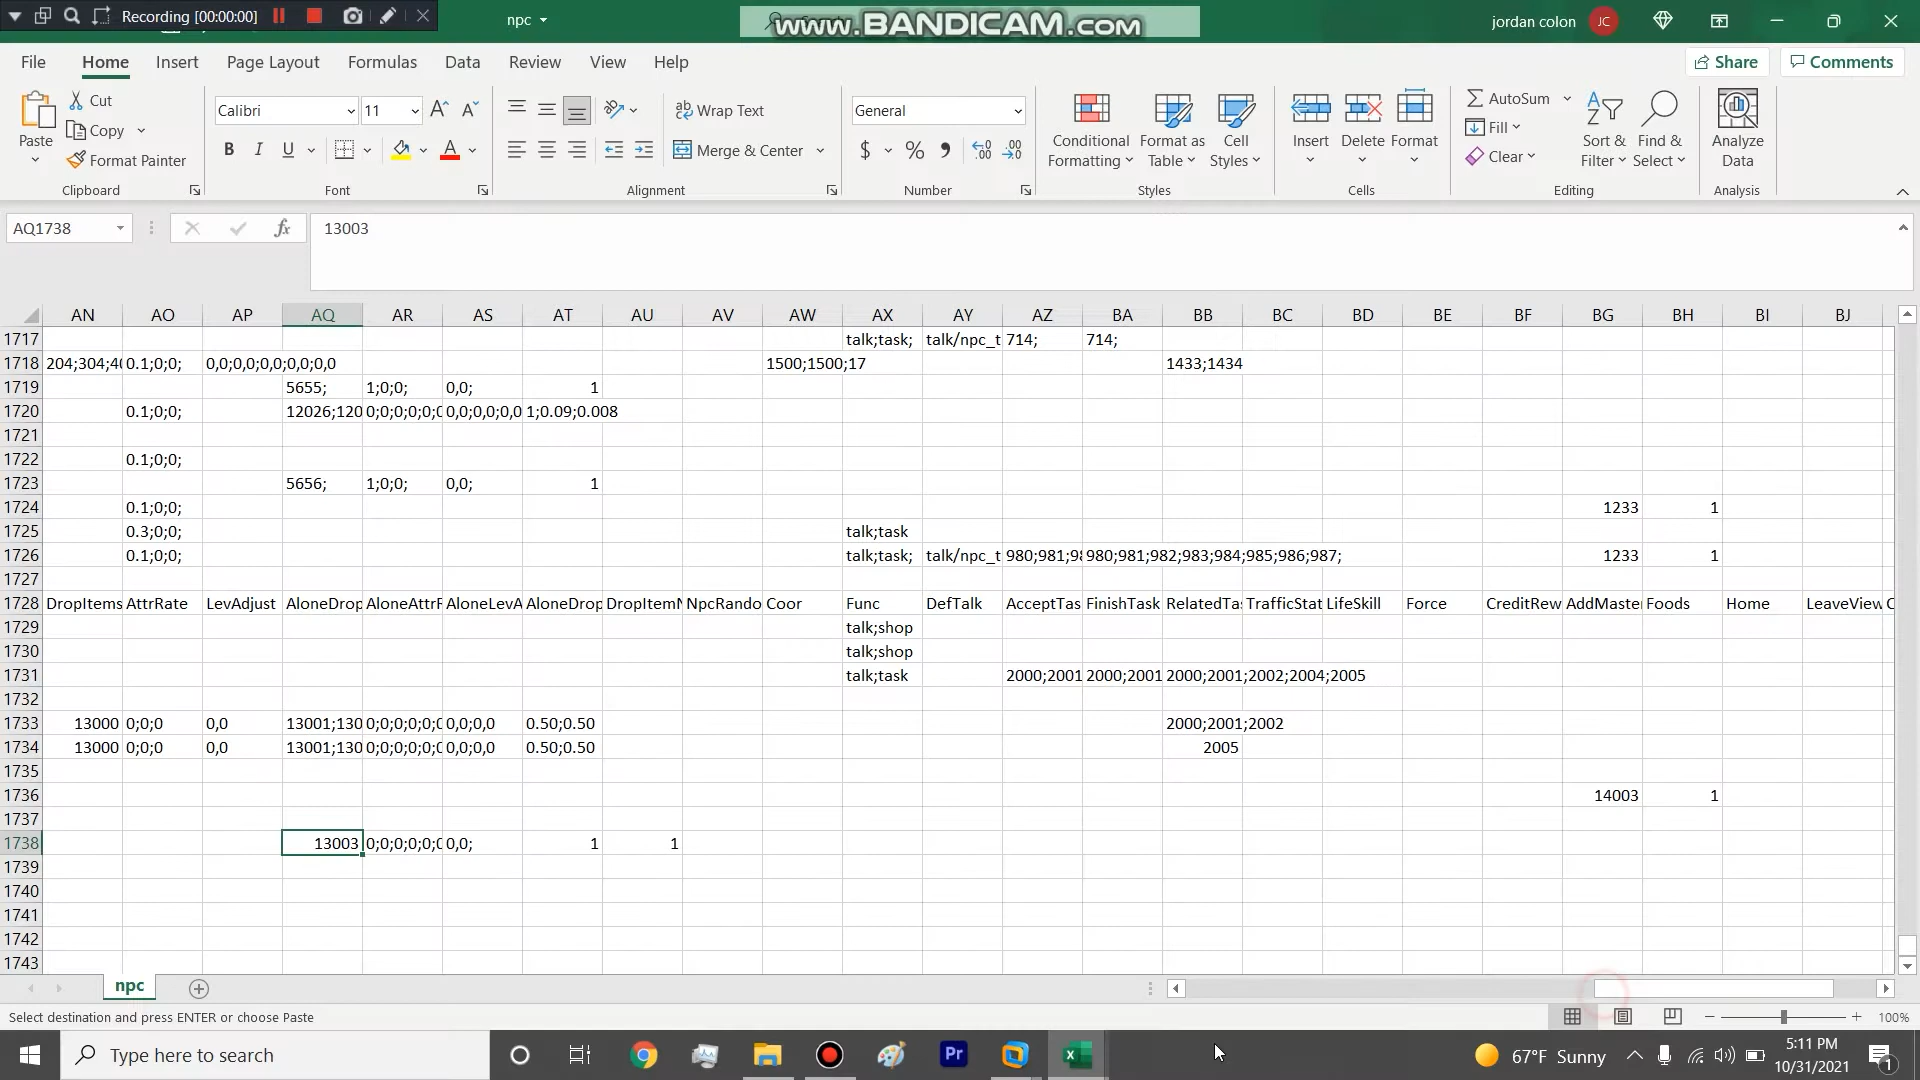 Recording [00:00:00]
npc
www.BANDICAM.com
jordan colon JC
File Home Insert Page Layout Formulas Data Review View Help
Share Comments
Paste
Cut
Copy
Format Painter
Clipboard
Calibri 11
B I U
Font
Wrap Text
Merge & Center
Alignment
General
Number
Conditional Formatting
Format as Table
Cell Styles
Styles
Insert Delete Format
Cells
AutoSum
Fill
Clear
Sort & Filter
Find & Select
Editing
Analyze Data
Analysis
AQ1738 fx 13003
AN AO AP AQ AR AS AT AU AV AW AX AY AZ BA BB BC BD BE BF BG BH BI BJ
1717 talk;task; talk/npc_t 714; 714;
1718 204;304;4 0.1;0;0; 0,0;0,0;0,0;0,0;0,0 1500;1500;17 1433;1434
1719 5655; 1;0;0; 0,0; 1
1720 0.1;0;0; 12026;120 0;0;0;0;0;0 0,0;0,0;0,0 1;0.09;0.008
1721
1722 0.1;0;0;
1723 5656; 1;0;0; 0,0; 1
1724 0.1;0;0; 1233 1
1725 0.3;0;0; talk;task
1726 0.1;0;0; talk;task; talk/npc_t 980;981;98 980;981;982;983;984;985;986;987; 1233 1
1727
1728 DropItems AttrRate LevAdjust AloneDrop AloneAttrF AloneLevA AloneDrop DropItemN NpcRando Coor Func DefTalk AcceptTas FinishTask RelatedTa TrafficStat LifeSkill Force CreditRew AddMaster Foods Home LeaveView C
1729 talk;shop
1730 talk;shop
1731 talk;task 2000;2001 2000;2001 2000;2001;2002;2004;2005
1732
1733 13000 0;0;0 0,0 13001;130 0;0;0;0;0;0 0,0;0,0 0.50;0.50 2000;2001;2002
1734 13000 0;0;0 0,0 13001;130 0;0;0;0;0;0 0,0;0,0 0.50;0.50 2005
1735
1736 14003 1
1737
1738 13003 0;0;0;0;0;0 0,0; 1 1
1739
1740
1741
1742
1743
npc
Select destination and press ENTER or choose Paste
100%
Type here to search
Pr
67°F Sunny
5:11 PM
10/31/2021
1